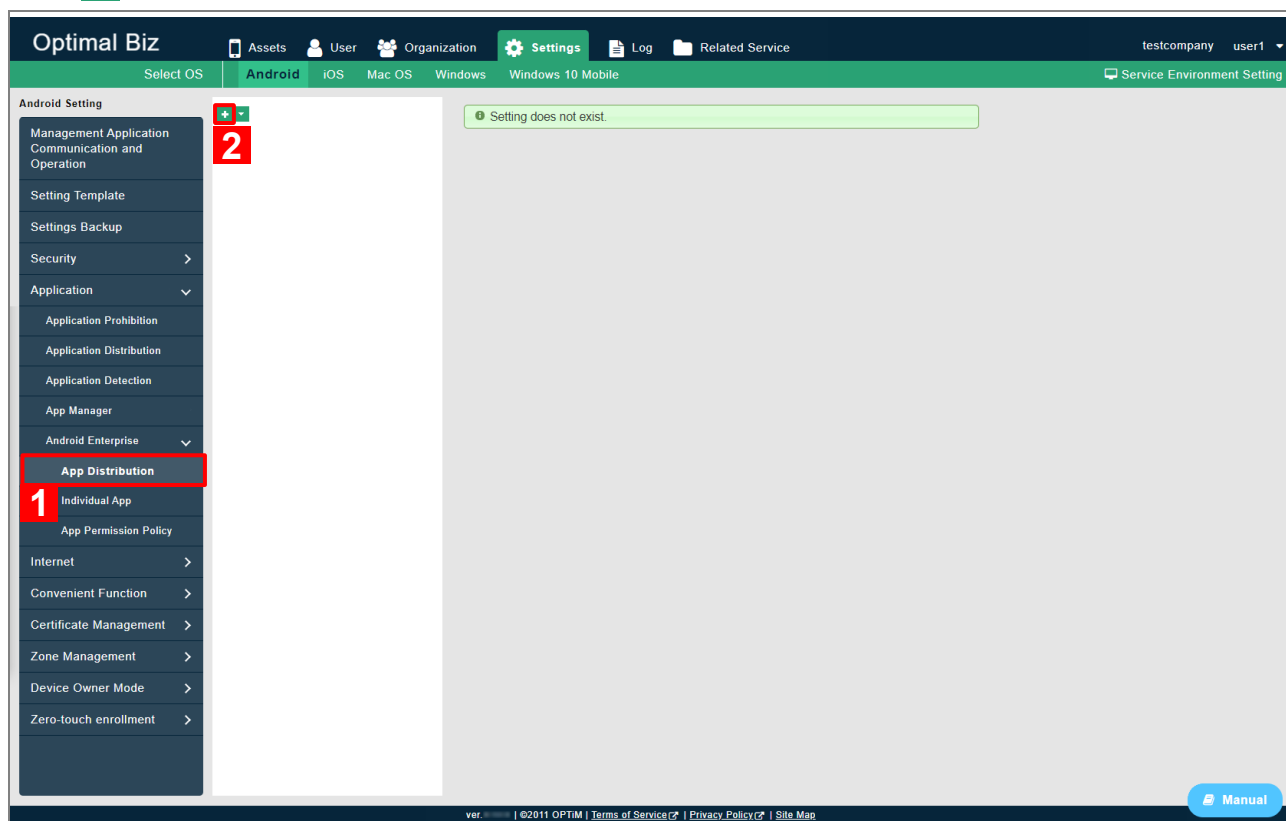 Optimal Biz
Assets User Organization Settings Log Related Service testcompany user1
Select OS Android iOS Mac OS Windows Windows 10 Mobile Service Environment Setting
Android Setting
Management Application
Communication and
Operation
Setting Template
Settings Backup
Security
Application
Application Prohibition
Application Distribution
Application Detection
App Manager
Android Enterprise
App Distribution
1
Individual App
App Permission Policy
Internet
Convenient Function
Certificate Management
Zone Management
Device Owner Mode
Zero-touch enrollment
2
Setting does not exist.
Manual
ver. | ©2011 OPTiM | Terms of Service | Privacy Policy | Site Map